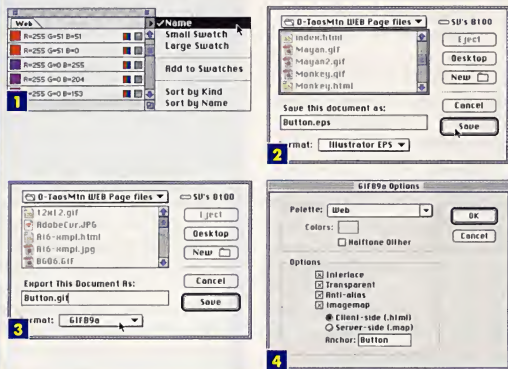 Web
✓Name
Small Swatch
Large Swatch
Add to Swatches
Sort by Kind
Sort by Name
R=255 G=51 B=51
R=255 G=51 B=0
R=255 G=0 B=255
R=255 G=0 B=204
=255 G=0 B=153
1
0-TaosMtn WEB Page files
SU's 8100
index.html
Mayan.gif
Mayan2.gif
Monkey.gif
Monkey.html
Eject
Desktop
New
Cancel
Save
Save this document as:
Button.eps
rmat: Illustrator EPS
2
0-TaosMtn WEB Page files
SU's 8100
12x12.gif
AdobeCur.JPG
AI6-xmpl.html
AI6-xmpl.jpg
BG06.GIF
Eject
Desktop
New
Cancel
Save
Export This Document As:
Button.gif
rmat: GIF89a
3
GIF89a Options
Palette: Web
Colors:
Halftone Dither
OK
Cancel
Options
Interlace
Transparent
Anti-alias
Imagemap
Client-side (.html)
Server-side (.map)
Anchor: Button
4